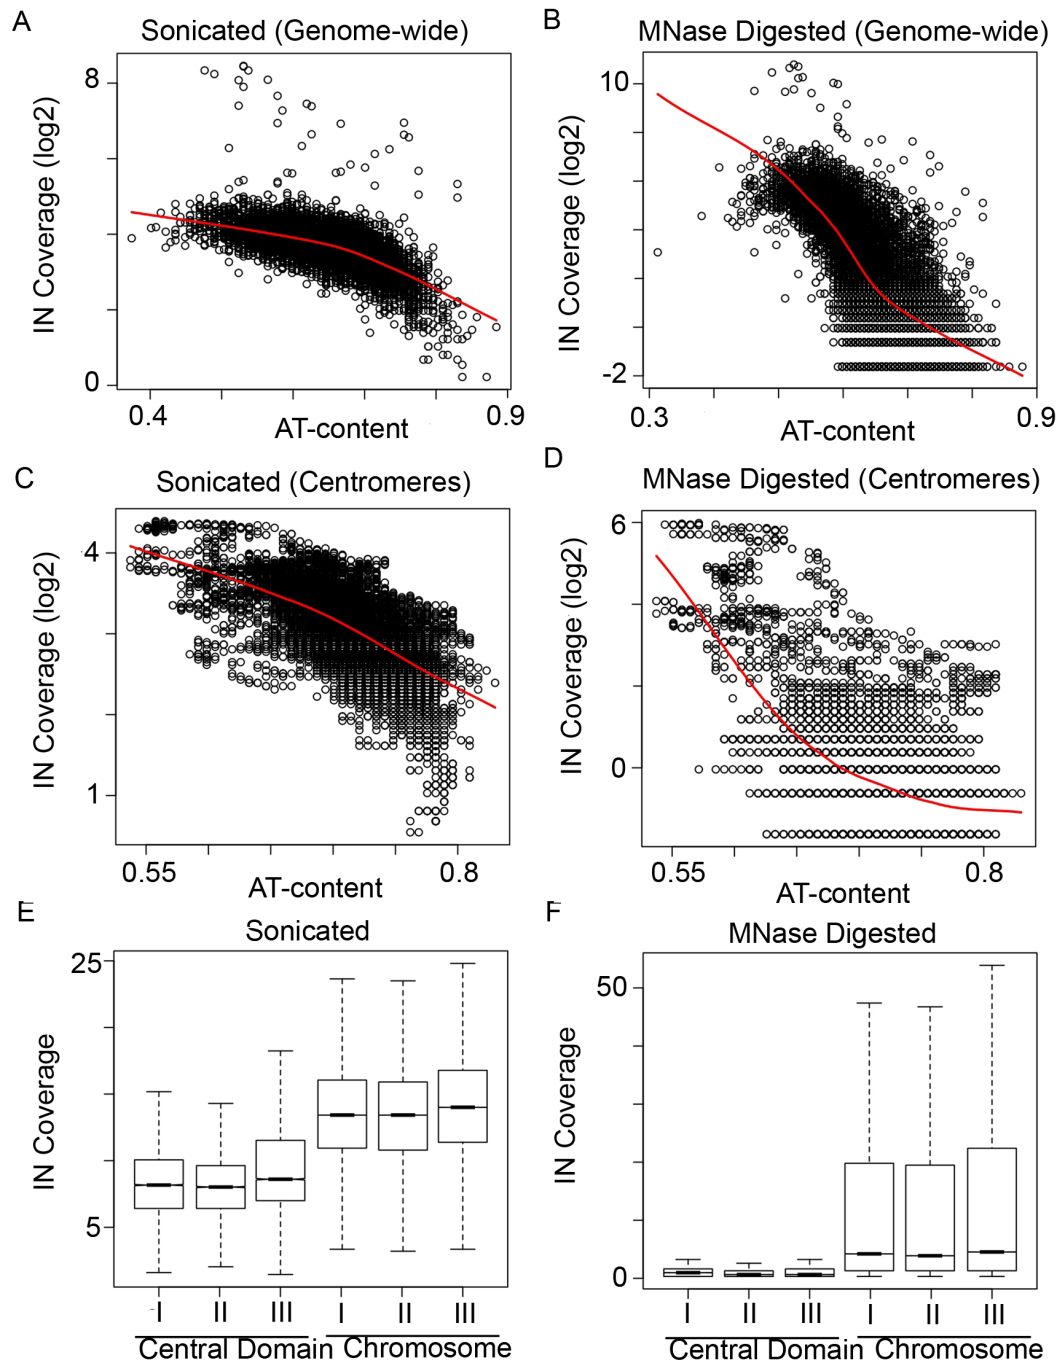 A
Sonicated (Genome-wide)
IN Coverage (log2)
8
0
0.4
0.9
AT-content
B
MNase Digested (Genome-wide)
IN Coverage (log2)
10
-2
0.3
0.9
AT-content
C
Sonicated (Centromeres)
IN Coverage (log2)
4
1
0.55
0.8
AT-content
D
MNase Digested (Centromeres)
IN Coverage (log2)
6
0
0.55
0.8
AT-content
E
Sonicated
IN Coverage
25
5
I II III I II III
Central Domain Chromosome
F
MNase Digested
IN Coverage
50
0
I II III I II III
Central Domain Chromosome